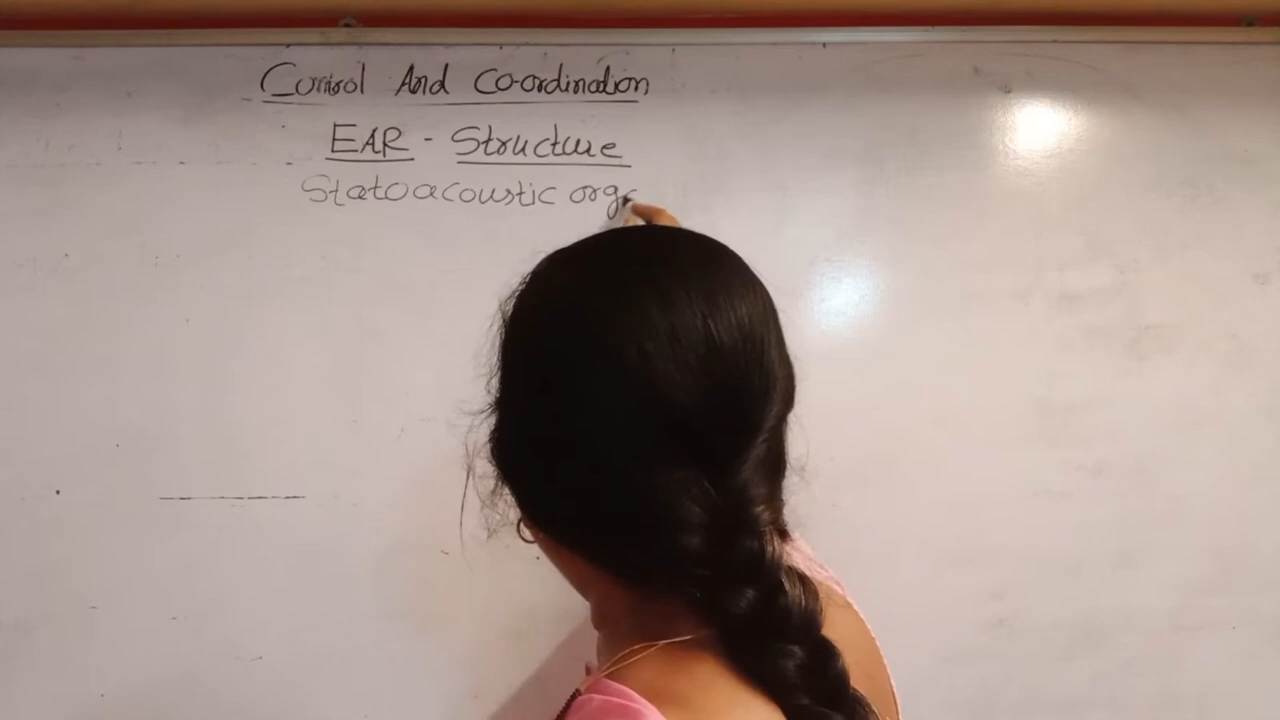 Control And Co-ordination
EAR - Structure
Statoacoustic org